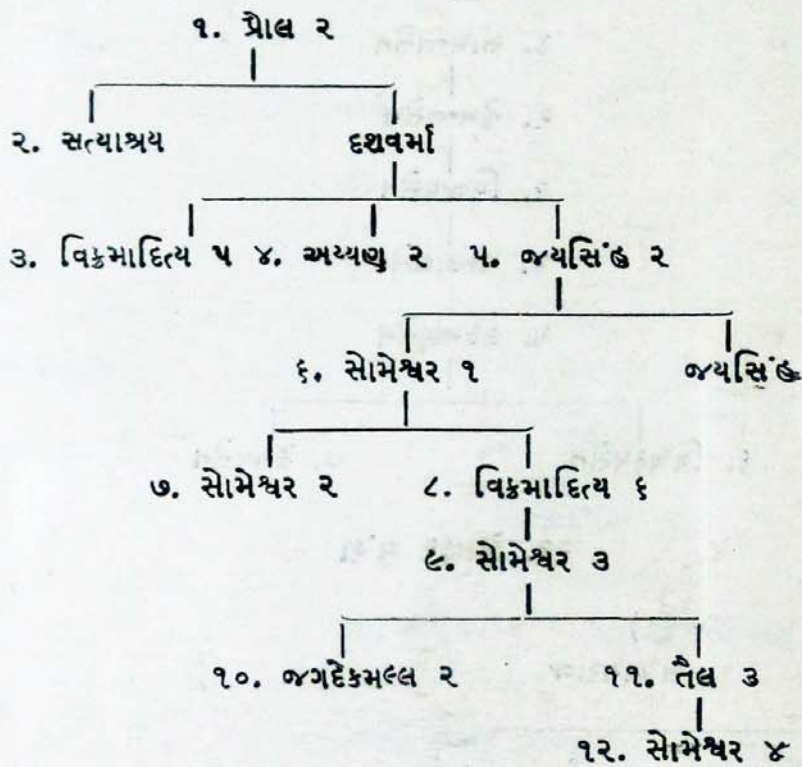 ૧. પ્રૈાલ ૨
૨. સત્યાશ્રય દશવર્મા
૩. વિક્રમાદિત્ય ૫ ૪. અય્યણ ૨ ૫. જયસિંહ ૨
૬. સેામેશ્વર ૧ જયસિંહ
૭. સેામેશ્વર ૨ ૮. વિક્રમાદિત્ય ૬
૯. સેામેશ્વર ૩
૧૦. જગદેકમલ્લ ૨ ૧૧. તૈલ ૩
૧૨. સેામેશ્વર ૪